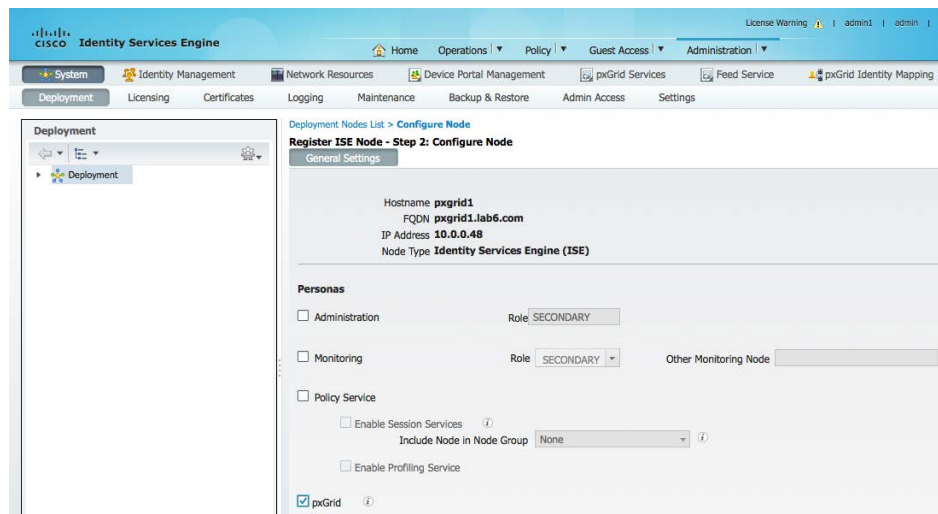 License Warning | admin1 | admin |
cisco Identity Services Engine
Home Operations | Policy | Guest Access | Administration |
System Identity Management Network Resources Device Portal Management pxGrid Services Feed Service pxGrid Identity Mapping
Deployment Licensing Certificates Logging Maintenance Backup & Restore Admin Access Settings
Deployment
Deployment
Deployment Nodes List > Configure Node
Register ISE Node - Step 2: Configure Node
General Settings
Hostname pxgrid1
FQDN pxgrid1.lab6.com
IP Address 10.0.0.48
Node Type Identity Services Engine (ISE)
Personas
Administration Role SECONDARY
Monitoring Role SECONDARY Other Monitoring Node
Policy Service
Enable Session Services i
Include Node in Node Group None i
Enable Profiling Service
pxGrid i